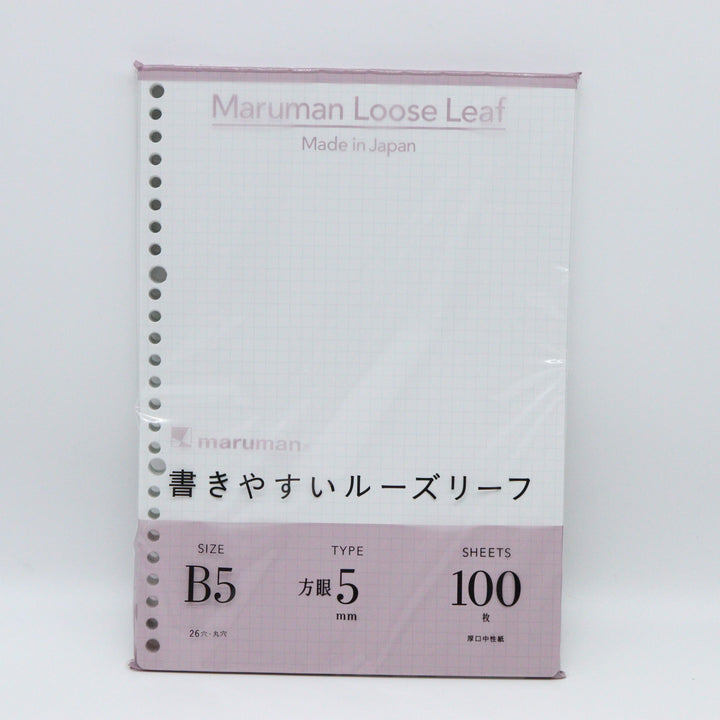 Maruman Loose Leaf
Made in Japan
maruman
書きやすいルーズリーフ
SIZE
B5
26穴・丸穴
TYPE
方眼5
mm
SHEETS
100
枚
厚口中性紙